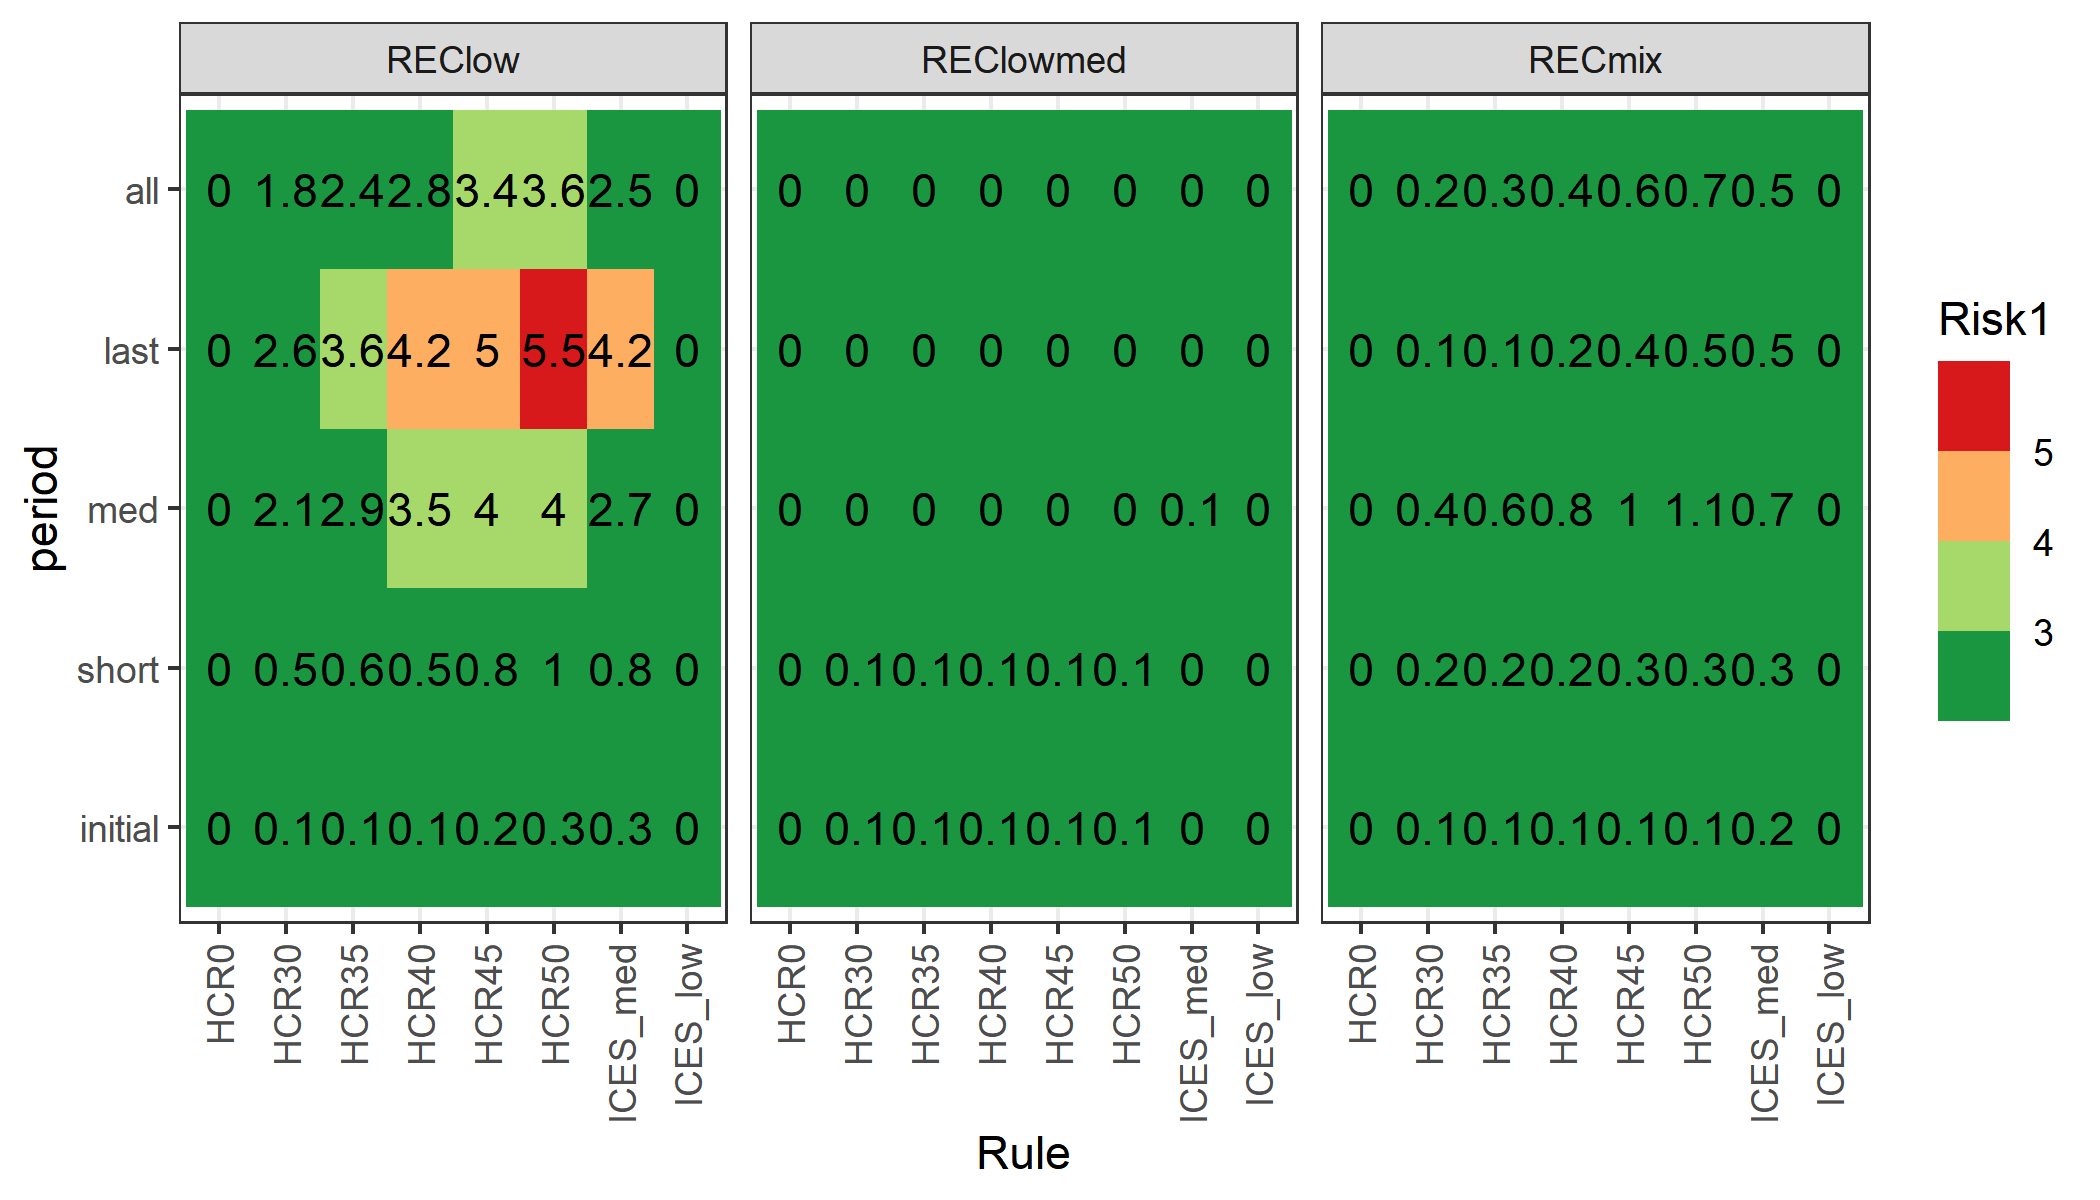 REClow REClowmed RECmix
all 0 1.8 2.4 2.8 3.4 3.6 2.5 0 0 0 0 0 0 0 0 0 0 0.2 0.3 0.4 0.6 0.7 0.5 0
last 0 2.6 3.6 4.2 5 5.5 4.2 0 0 0 0 0 0 0 0 0 0 0.1 0.1 0.2 0.4 0.5 0.5 0
med 0 2.1 2.9 3.5 4 4 2.7 0 0 0 0 0 0 0 0.1 0 0 0.4 0.6 0.8 1 1.1 0.7 0
short 0 0.5 0.6 0.5 0.8 1 0.8 0 0 0.1 0.1 0.1 0.1 0.1 0 0 0 0.2 0.2 0.2 0.3 0.3 0.3 0
initial 0 0.1 0.1 0.1 0.2 0.3 0.3 0 0 0.1 0.1 0.1 0.1 0.1 0 0 0 0.1 0.1 0.1 0.1 0.1 0.2 0
HCR0 HCR30 HCR35 HCR40 HCR45 HCR50 ICES_med ICES_low HCR0 HCR30 HCR35 HCR40 HCR45 HCR50 ICES_med ICES_low HCR0 HCR30 HCR35 HCR40 HCR45 HCR50 ICES_med ICES_low
Rule
period
Risk1
5
4
3